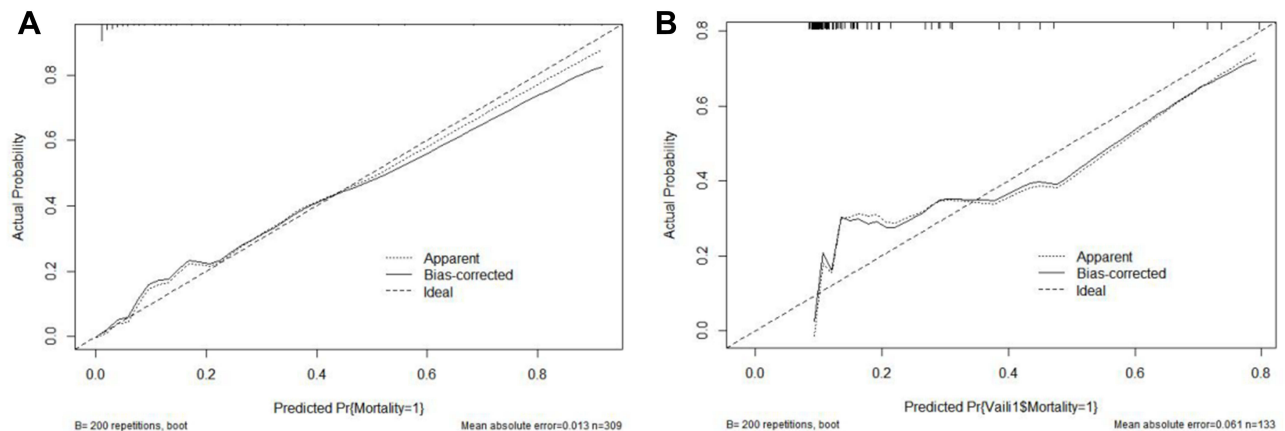 A
0.8
0.6
0.4
0.2
0.0
Actual Probability
Apparent
Bias-corrected
Ideal
0.0 0.2 0.4 0.6 0.8
Predicted Pr{Mortality=1}
B= 200 repetitions, boot
Mean absolute error=0.013 n=309
B
0.8
0.6
0.4
0.2
0.0
Actual Probability
Apparent
Bias-corrected
Ideal
0.0 0.2 0.4 0.6 0.8
Predicted Pr{Vaili1$Mortality=1}
B= 200 repetitions, boot
Mean absolute error=0.061 n=133